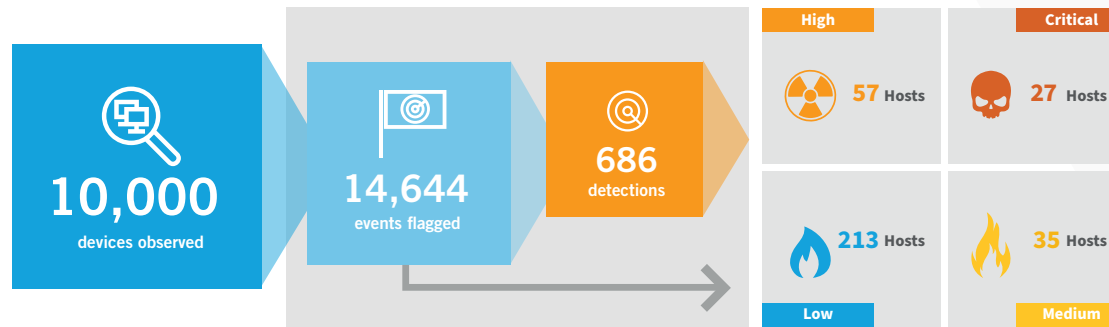 10,000
devices observed
14,644
events flagged
686
detections
High
57 Hosts
Critical
27 Hosts
213 Hosts
Low
35 Hosts
Medium